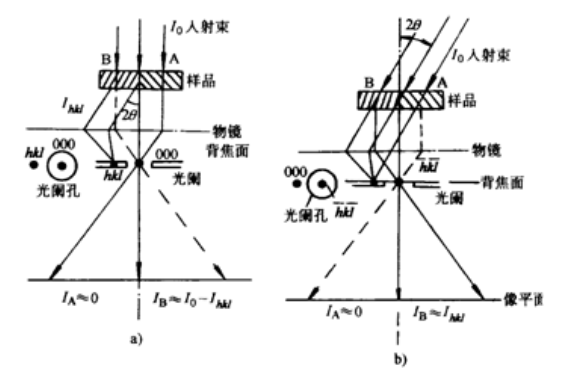 I₀入射束
B
A
样品
I_hkl
2θ
物镜
背焦面
000
hkl
000
hkl
光阑
光阑孔
I_A≈0
I_B≈I₀-I_hkl
a)
2θ
I₀入射束
B
A
样品
物镜
h̄k̄l̄
000
背焦面
hkl
光阑
光阑孔
h̄k̄l̄
像平面
I_A≈0
I_B≈I_hkl
b)